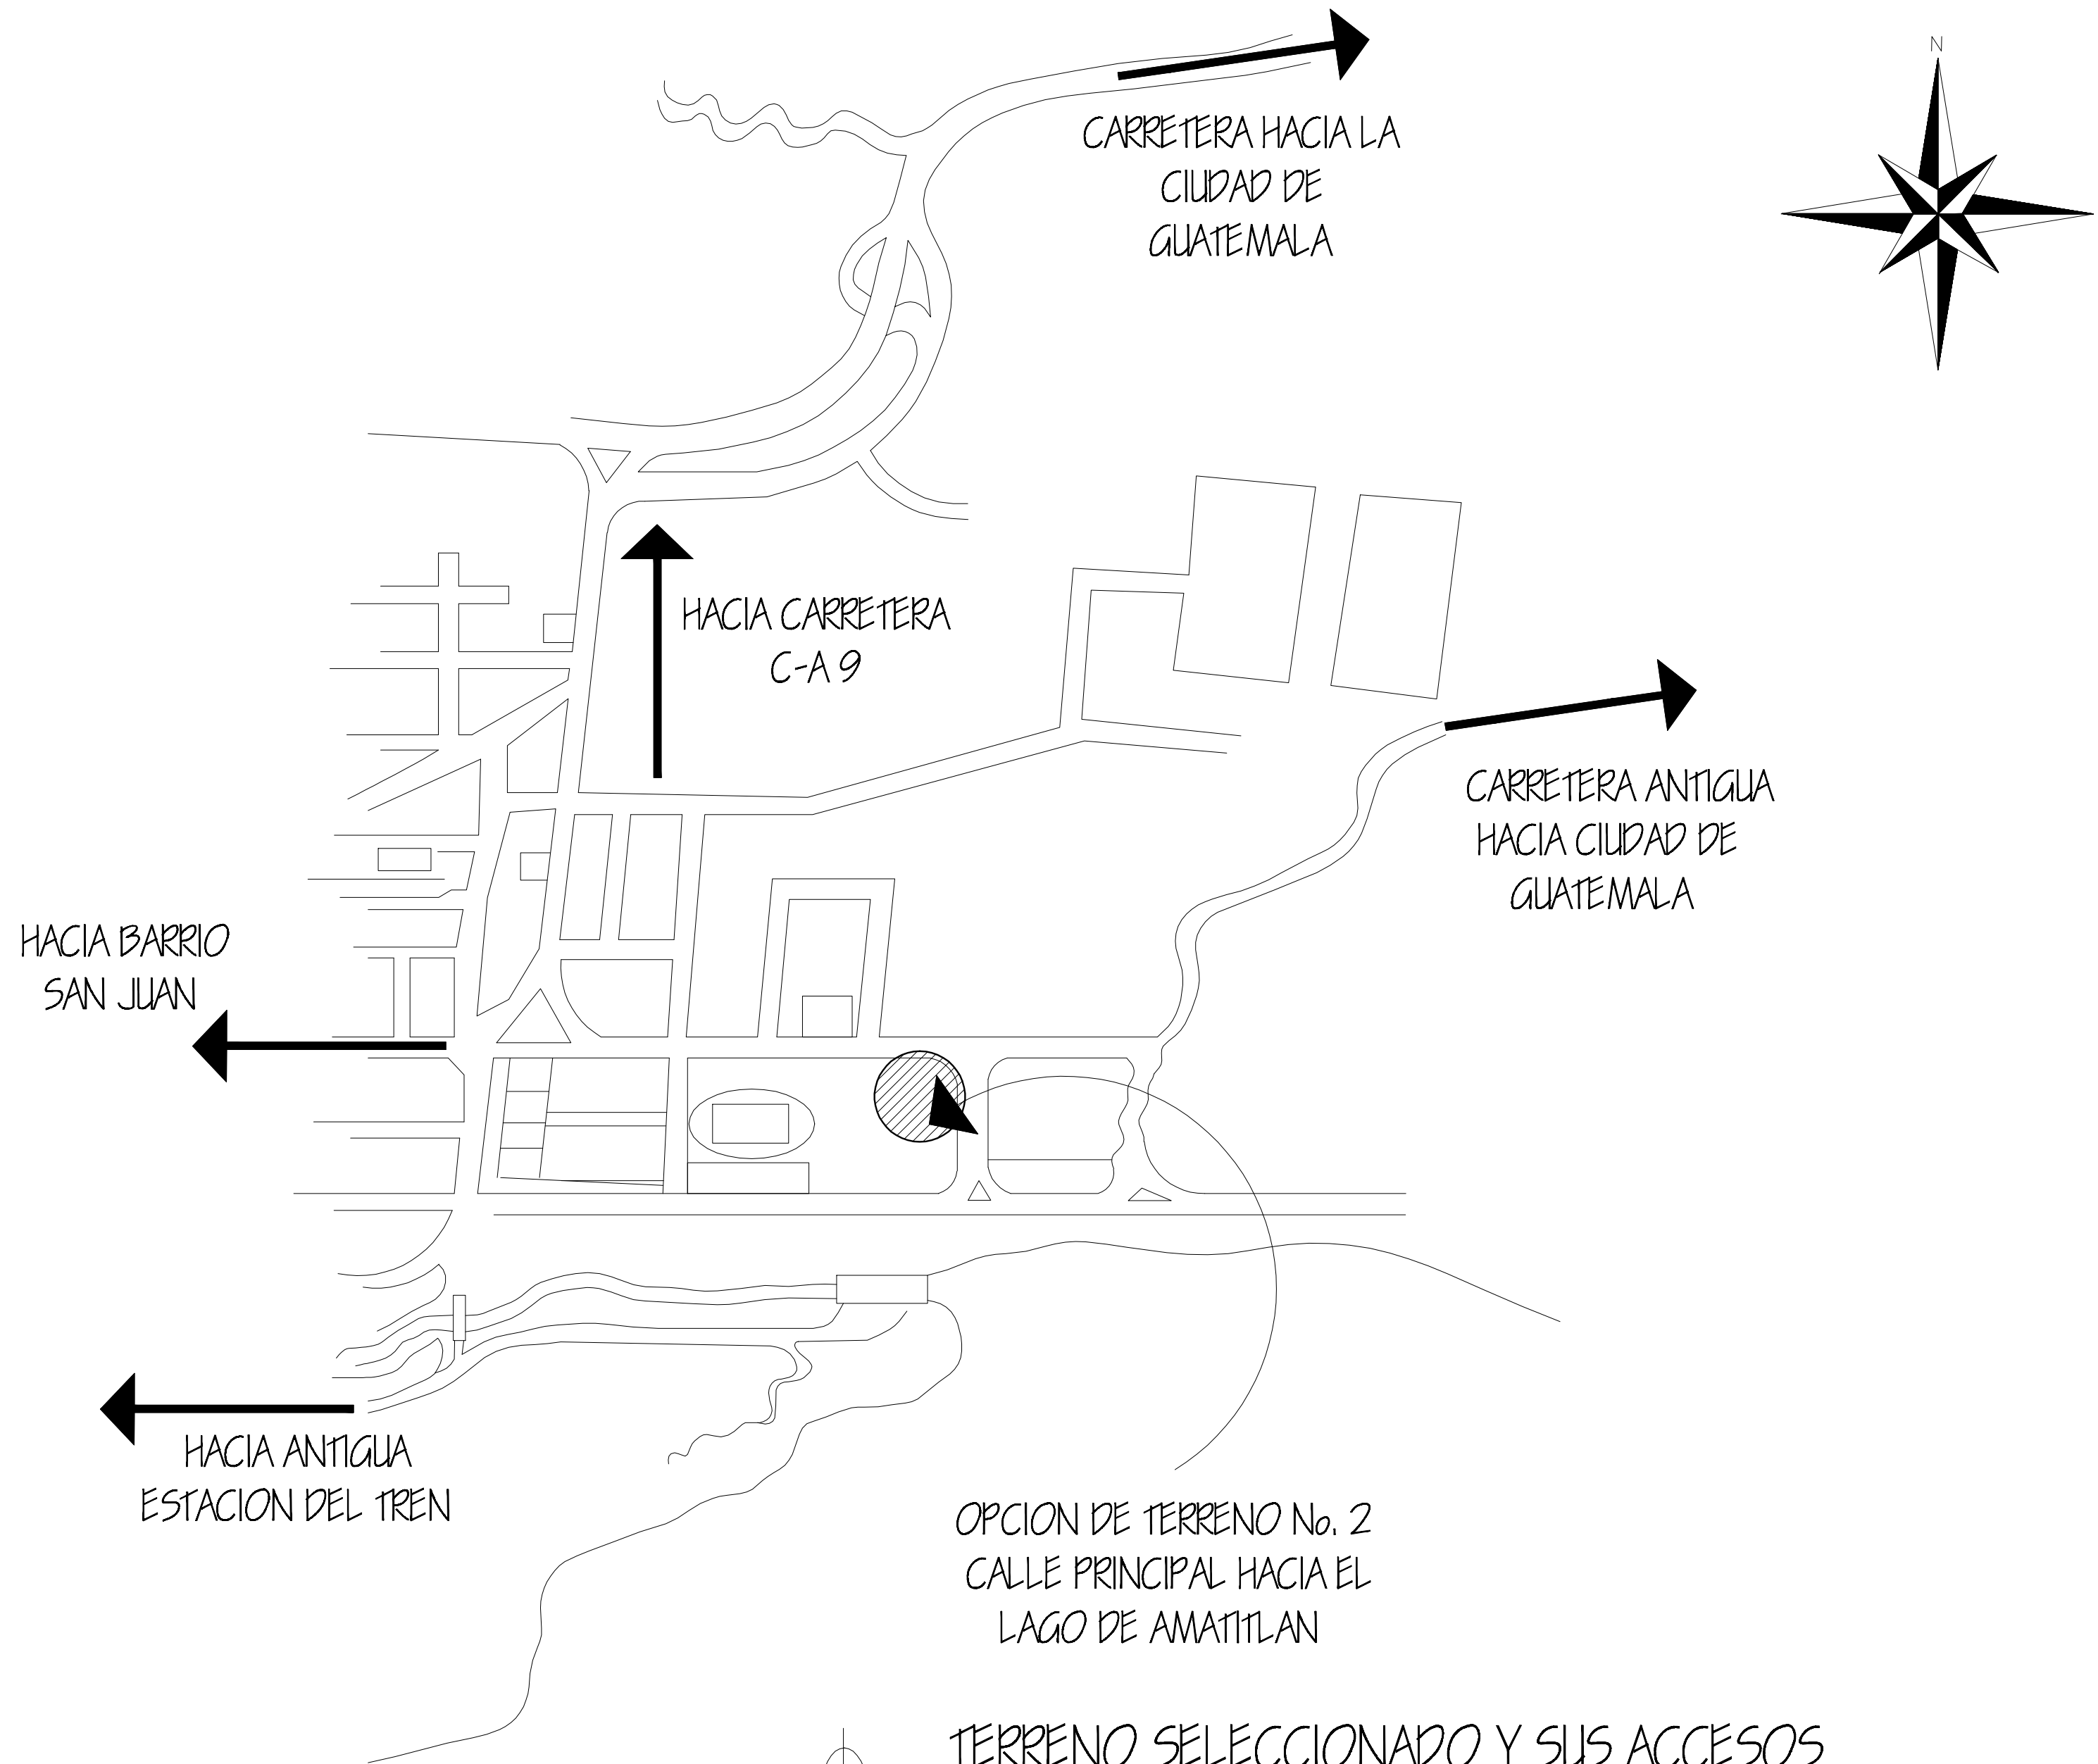 N
CARRETERA HACIA LA
CIUDAD DE
GUATEMALA
HACIA CARRETERA
C-A 9
CARRETERA ANTIGUA
HACIA CIUDAD DE
GUATEMALA
HACIA BARRIO
SAN JUAN
HACIA ANTIGUA
ESTACION DEL TREN
OPCION DE TERRENO No. 2
CALLE PRINCIPAL HACIA EL
LAGO DE AMATITLAN
TERRENO SELECCIONADO Y SUS ACCESOS